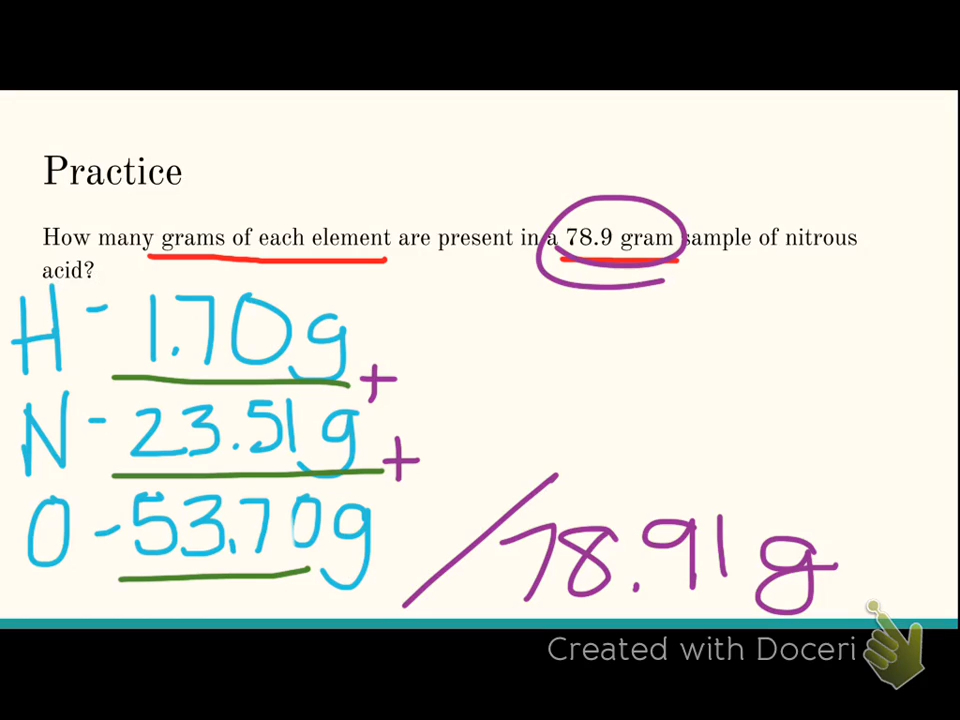 Practice
How many grams of each element are present in a 78.9 gram sample of nitrous
acid?
H - 1.70g
+
N - 23.51g
+
O - 53.70g
78.91 g
Created with Doceri